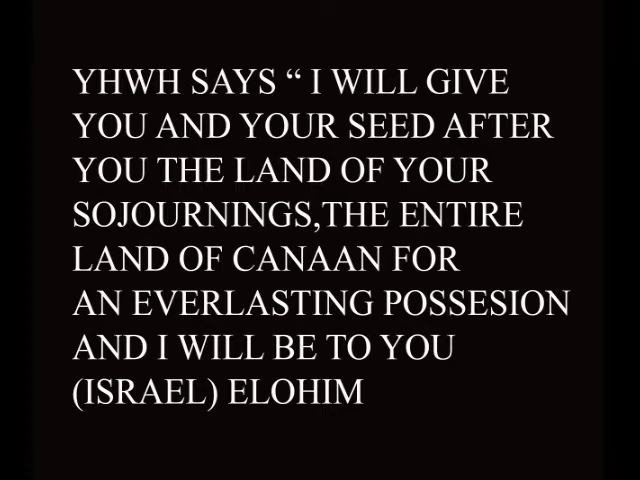 YHWH SAYS “ I WILL GIVE
YOU AND YOUR SEED AFTER
YOU THE LAND OF YOUR
SOJOURNINGS,THE ENTIRE
LAND OF CANAAN FOR
AN EVERLASTING POSSESION
AND I WILL BE TO YOU
(ISRAEL) ELOHIM